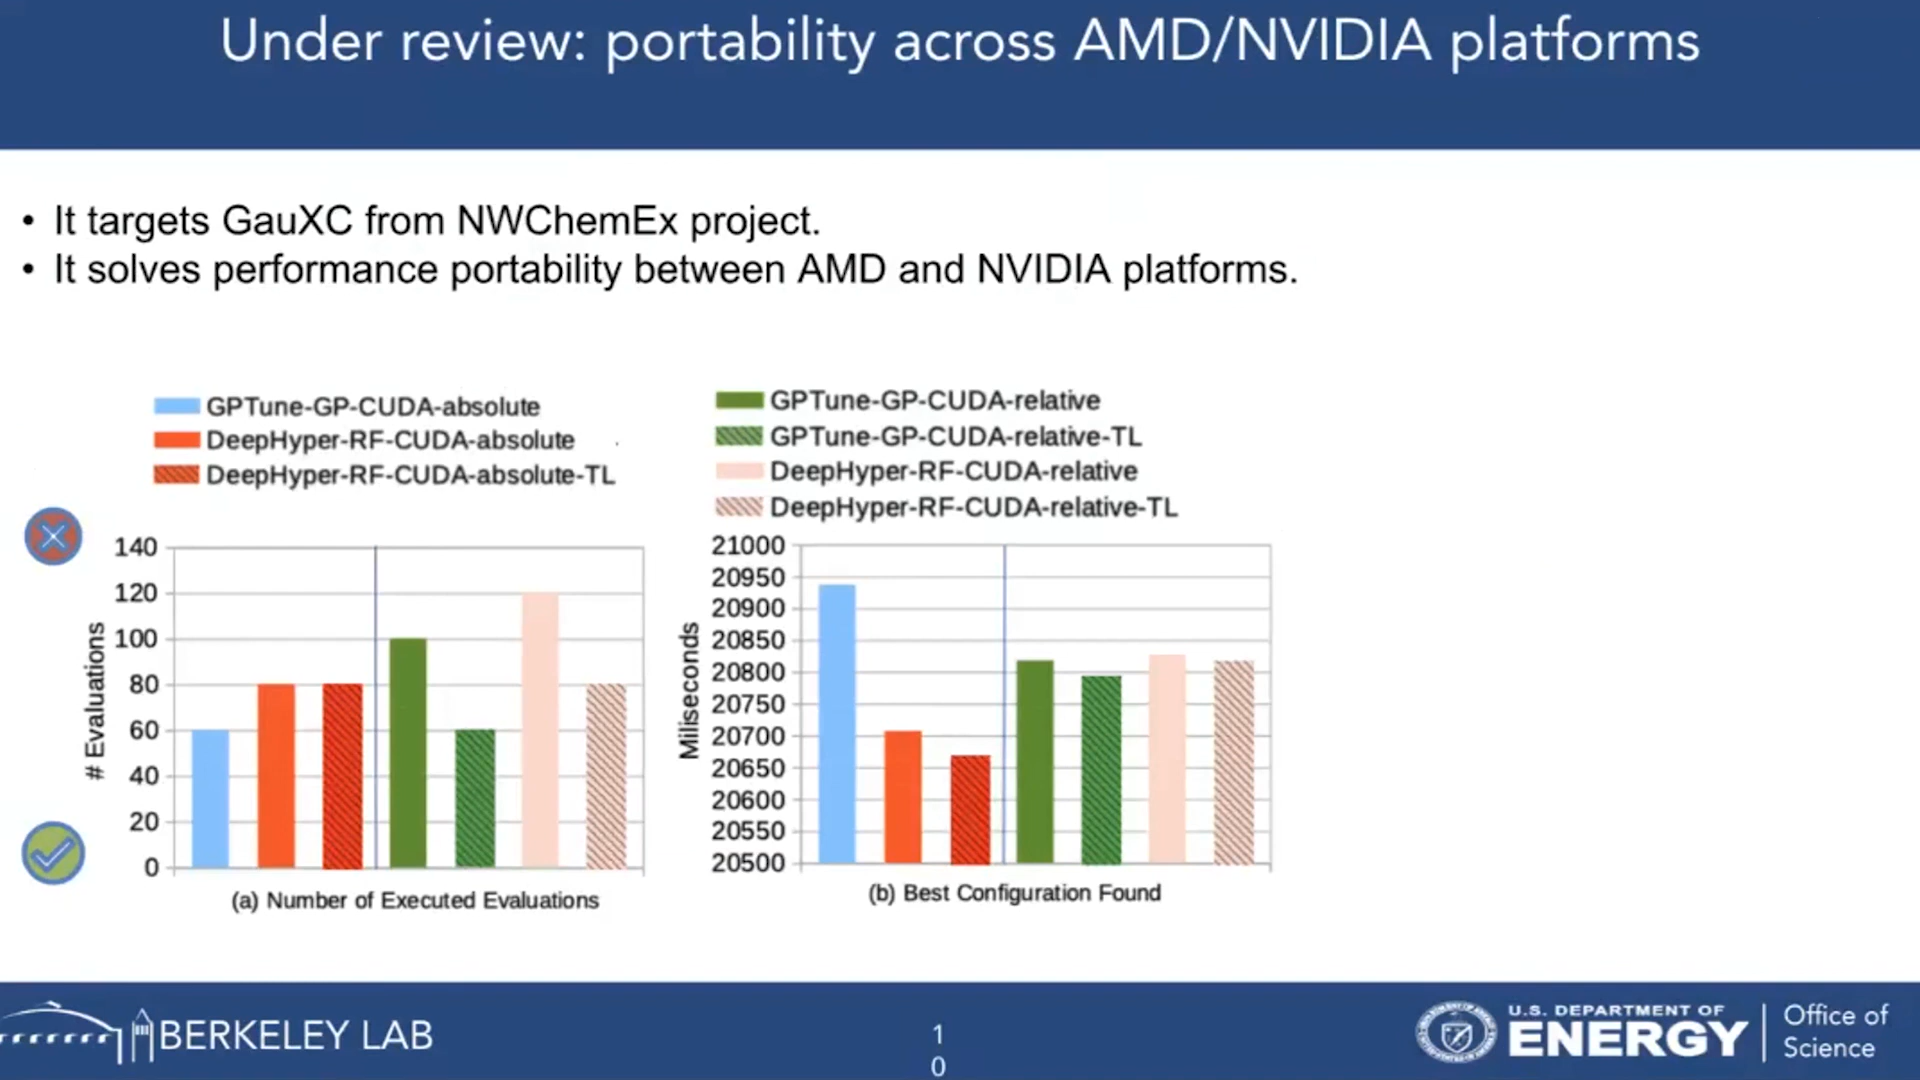 Under review: portability across AMD/NVIDIA platforms
• It targets GauXC from NWChemEx project.
• It solves performance portability between AMD and NVIDIA platforms.
GPTune-GP-CUDA-absolute
DeepHyper-RF-CUDA-absolute
DeepHyper-RF-CUDA-absolute-TL
140
120
100
80
60
40
20
0
# Evaluations
(a) Number of Executed Evaluations
GPTune-GP-CUDA-relative
GPTune-GP-CUDA-relative-TL
DeepHyper-RF-CUDA-relative
DeepHyper-RF-CUDA-relative-TL
21000
20950
20900
20850
20800
20750
20700
20650
20600
20550
20500
Miliseconds
(b) Best Configuration Found
BERKELEY LAB
1
0
U.S. DEPARTMENT OF
ENERGY
Office of
Science